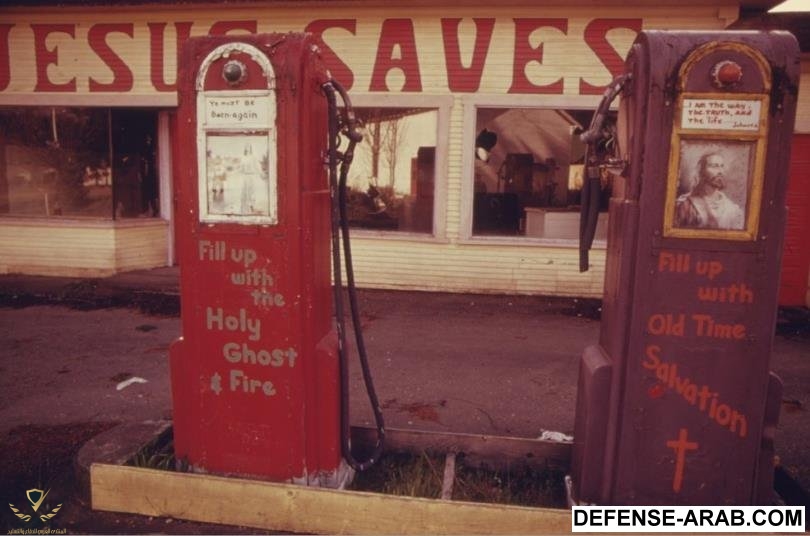 JESUS SAVES
Ye must Be
Born-again
Fill up
with
the
Holy
Ghost
& Fire
I am the way,
the truth, and
the life
Fill up
with
Old Time
Salvation
DEFENSE-ARAB.COM